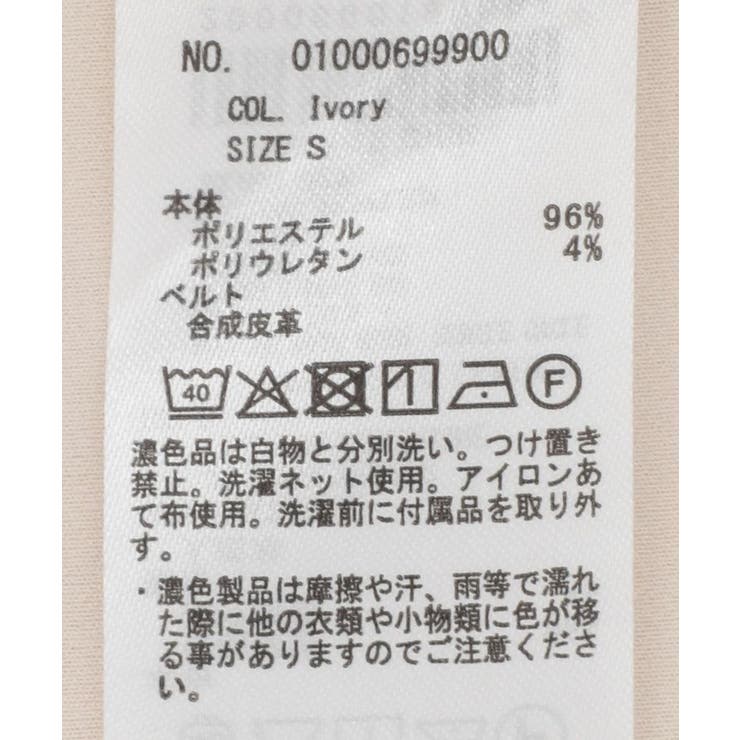 NO. 01000699900
COL. Ivory
SIZE S
本体
ポリエステル 96%
ポリウレタン 4%
ベルト
合成皮革
40 F
濃色品は白物と分別洗い。つけ置き
禁止。洗濯ネット使用。アイロンあ
て布使用。洗濯前に付属品を取り外
す。
・濃色製品は摩擦や汗、雨等で濡れ
た際に他の衣類や小物類に色が移
る事がありますのでご注意くださ
い。